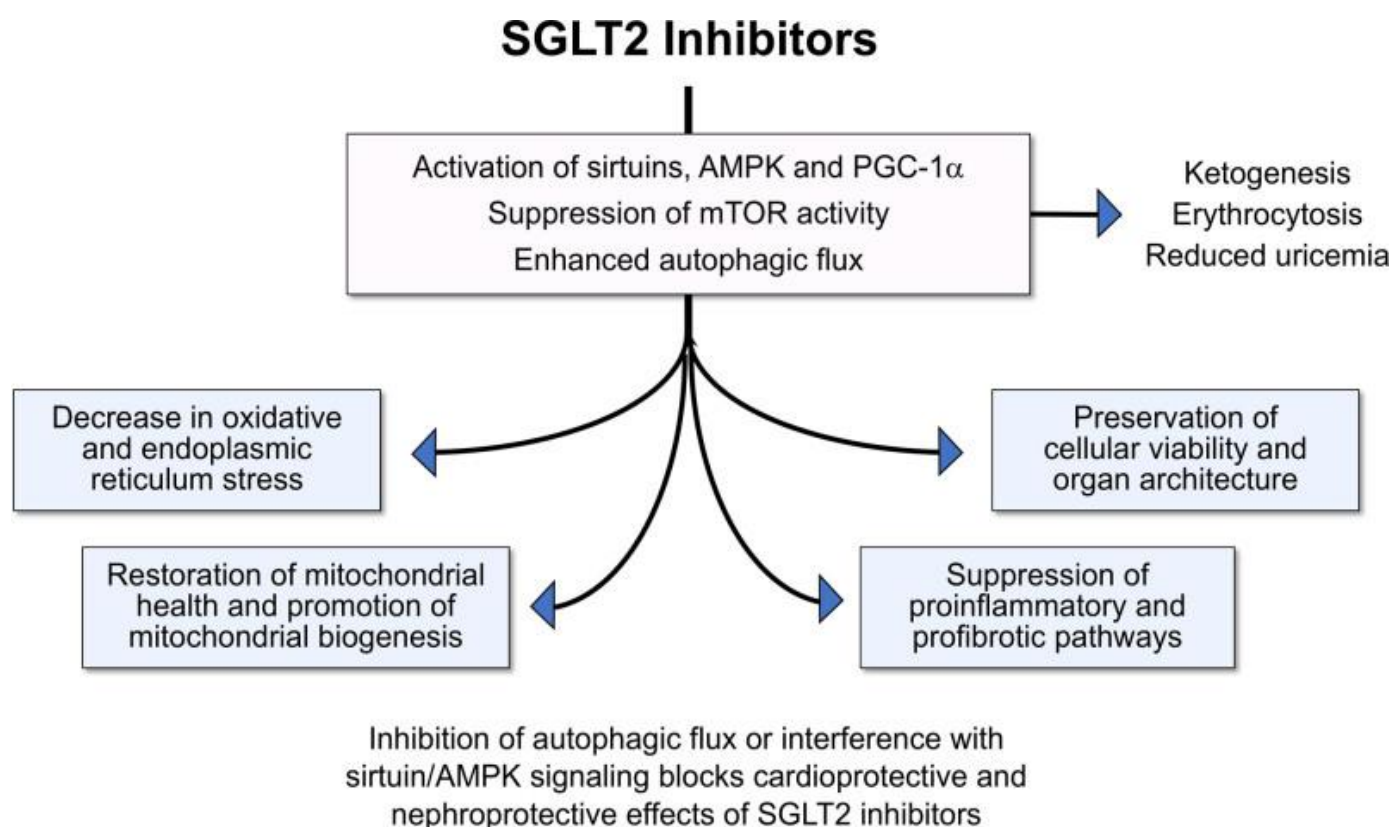 SGLT2 Inhibitors
Activation of sirtuins, AMPK and PGC-1α
Suppression of mTOR activity
Enhanced autophagic flux
Ketogenesis
Erythrocytosis
Reduced uricemia
Decrease in oxidative
and endoplasmic
reticulum stress
Preservation of
cellular viability and
organ architecture
Restoration of mitochondrial
health and promotion of
mitochondrial biogenesis
Suppression of
proinflammatory and
profibrotic pathways
Inhibition of autophagic flux or interference with
sirtuin/AMPK signaling blocks cardioprotective and
nephroprotective effects of SGLT2 inhibitors